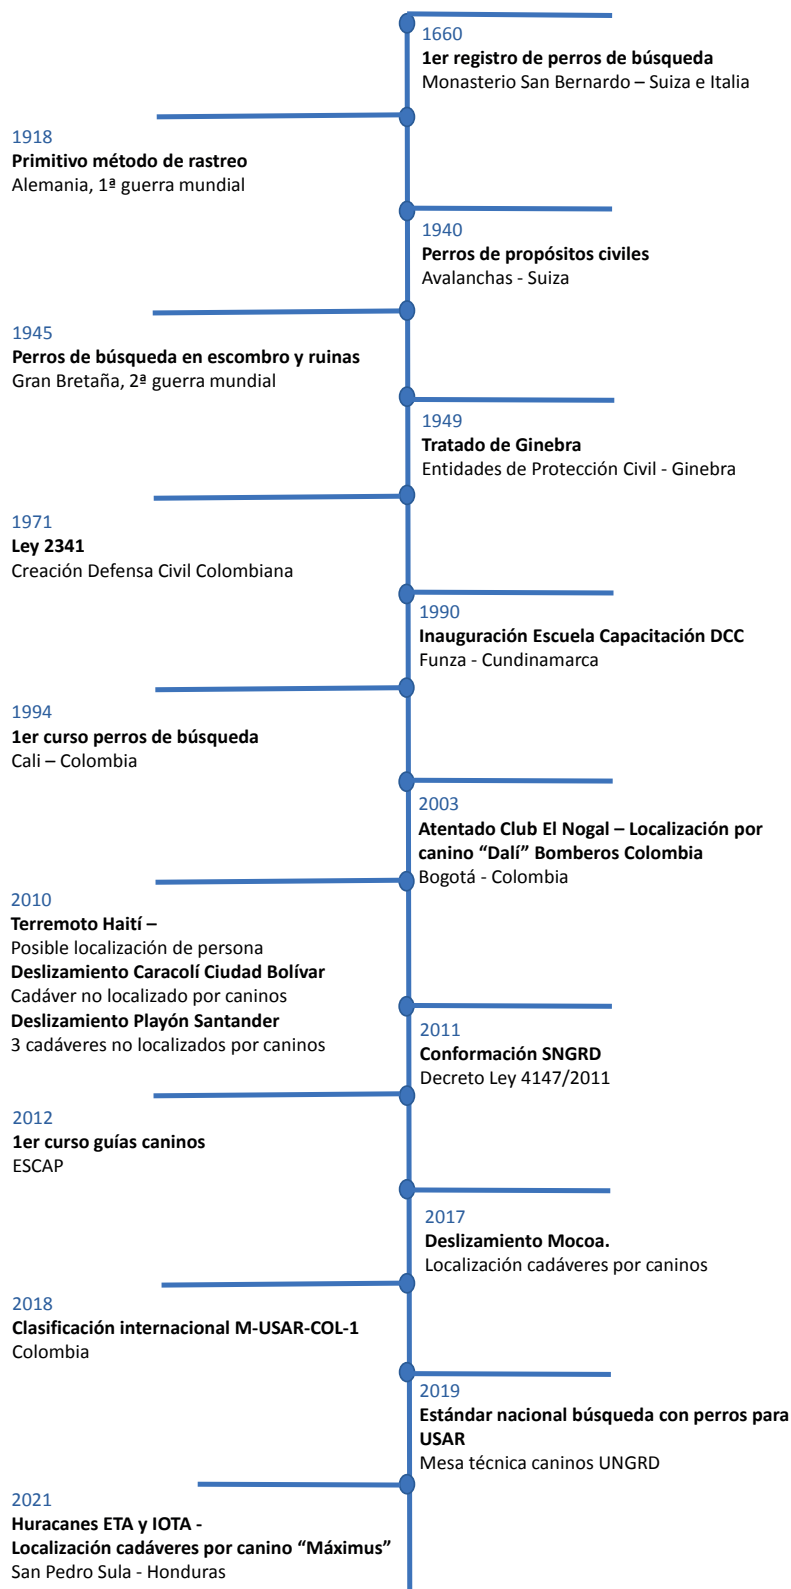 1660
1er registro de perros de búsqueda
Monasterio San Bernardo – Suiza e Italia
1918
Primitivo método de rastreo
Alemania, 1ª guerra mundial
1940
Perros de propósitos civiles
Avalanchas - Suiza
1945
Perros de búsqueda en escombro y ruinas
Gran Bretaña, 2ª guerra mundial
1949
Tratado de Ginebra
Entidades de Protección Civil - Ginebra
1971
Ley 2341
Creación Defensa Civil Colombiana
1990
Inauguración Escuela Capacitación DCC
Funza - Cundinamarca
1994
1er curso perros de búsqueda
Cali – Colombia
2003
Atentado Club El Nogal – Localización por
canino “Dalí” Bomberos Colombia
Bogotá - Colombia
2010
Terremoto Haití –
Posible localización de persona
Deslizamiento Caracolí Ciudad Bolívar
Cadáver no localizado por caninos
Deslizamiento Playón Santander
3 cadáveres no localizados por caninos
2011
Conformación SNGRD
Decreto Ley 4147/2011
2012
1er curso guías caninos
ESCAP
2017
Deslizamiento Mocoa.
Localización cadáveres por caninos
2018
Clasificación internacional M-USAR-COL-1
Colombia
2019
Estándar nacional búsqueda con perros para
USAR
Mesa técnica caninos UNGRD
2021
Huracanes ETA y IOTA -
Localización cadáveres por canino “Máximus”
San Pedro Sula - Honduras